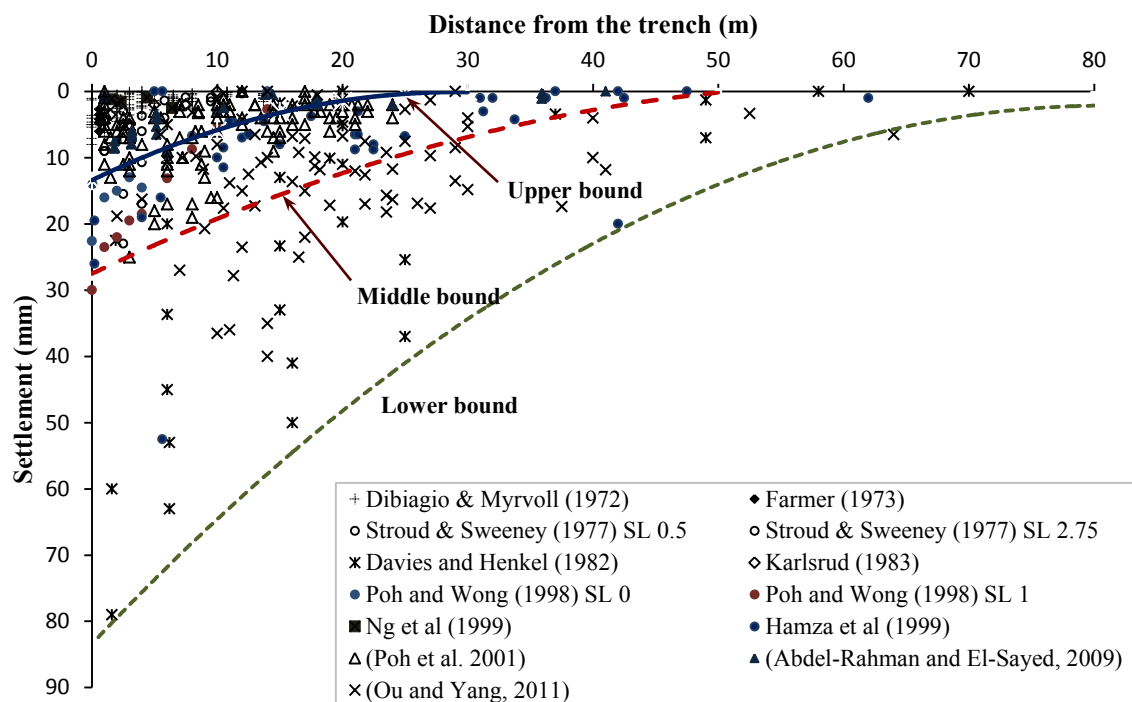 Distance from the trench (m)
0 10 20 30 40 50 60 70 80
0
10
20
30
40
50
60
70
80
90
Settlement (mm)
Upper bound
Middle bound
Lower bound
Dibiagio & Myrvoll (1972) Farmer (1973)
Stroud & Sweeney (1977) SL 0.5 Stroud & Sweeney (1977) SL 2.75
Davies and Henkel (1982) Karlsrud (1983)
Poh and Wong (1998) SL 0 Poh and Wong (1998) SL 1
Ng et al (1999) Hamza et al (1999)
(Poh et al. 2001) (Abdel-Rahman and El-Sayed, 2009)
(Ou and Yang, 2011)